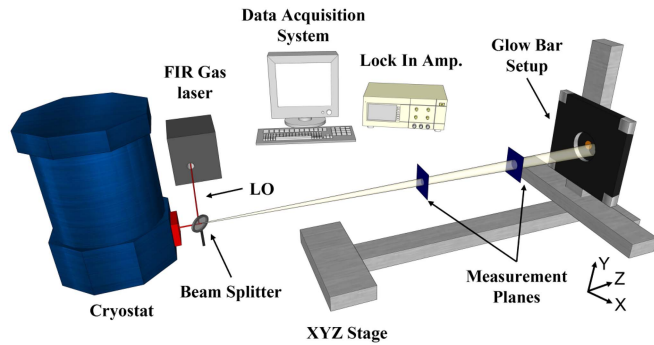 Data Acquisition
System
Lock In Amp.
Glow Bar
Setup
FIR Gas
laser
LO
Beam Splitter
Cryostat
Measurement
Planes
XYZ Stage
Y
Z
X